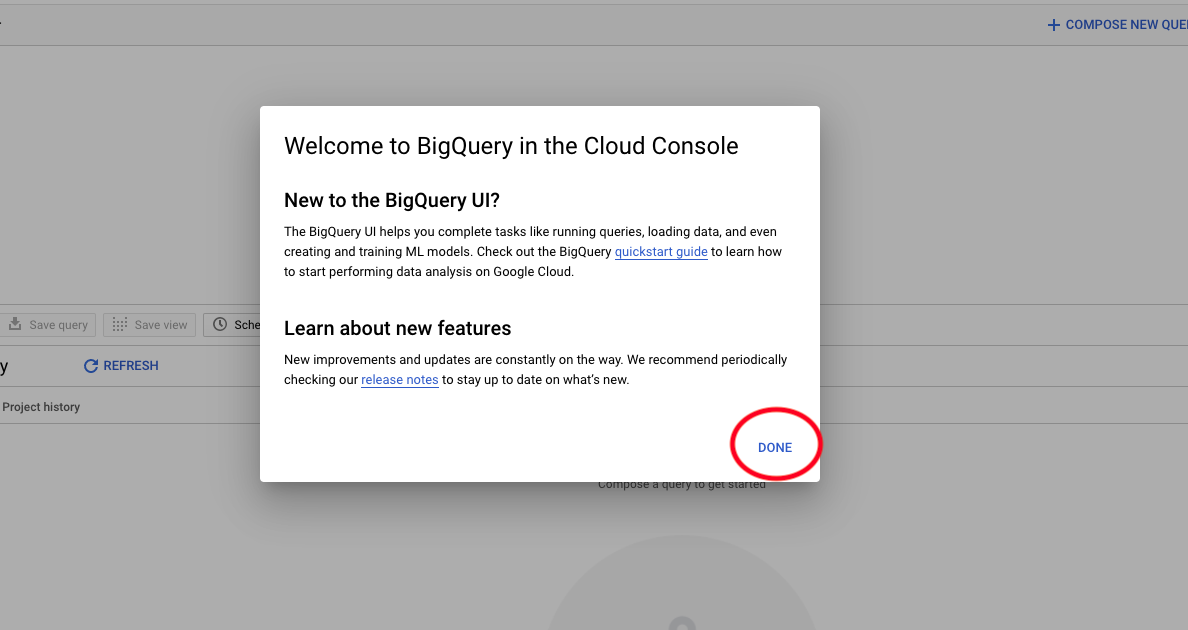 COMPOSE NEW
Welcome to BigQuery in the Cloud Console
New to the BigQuery UI?
The BigQuery UI helps you complete tasks like running queries, loading data, and even
creating and training ML models. Check out the BigQuery quickstart guide to learn how
to start performing data analysis on Google Cloud.
Save query
Save view
Learn about new features
REFRESH
New improvements and updates are constantly on the way. We recommend periodically
checking our release notes to stay up to date on what's new.
Project history
DONE
Compose a query to get started